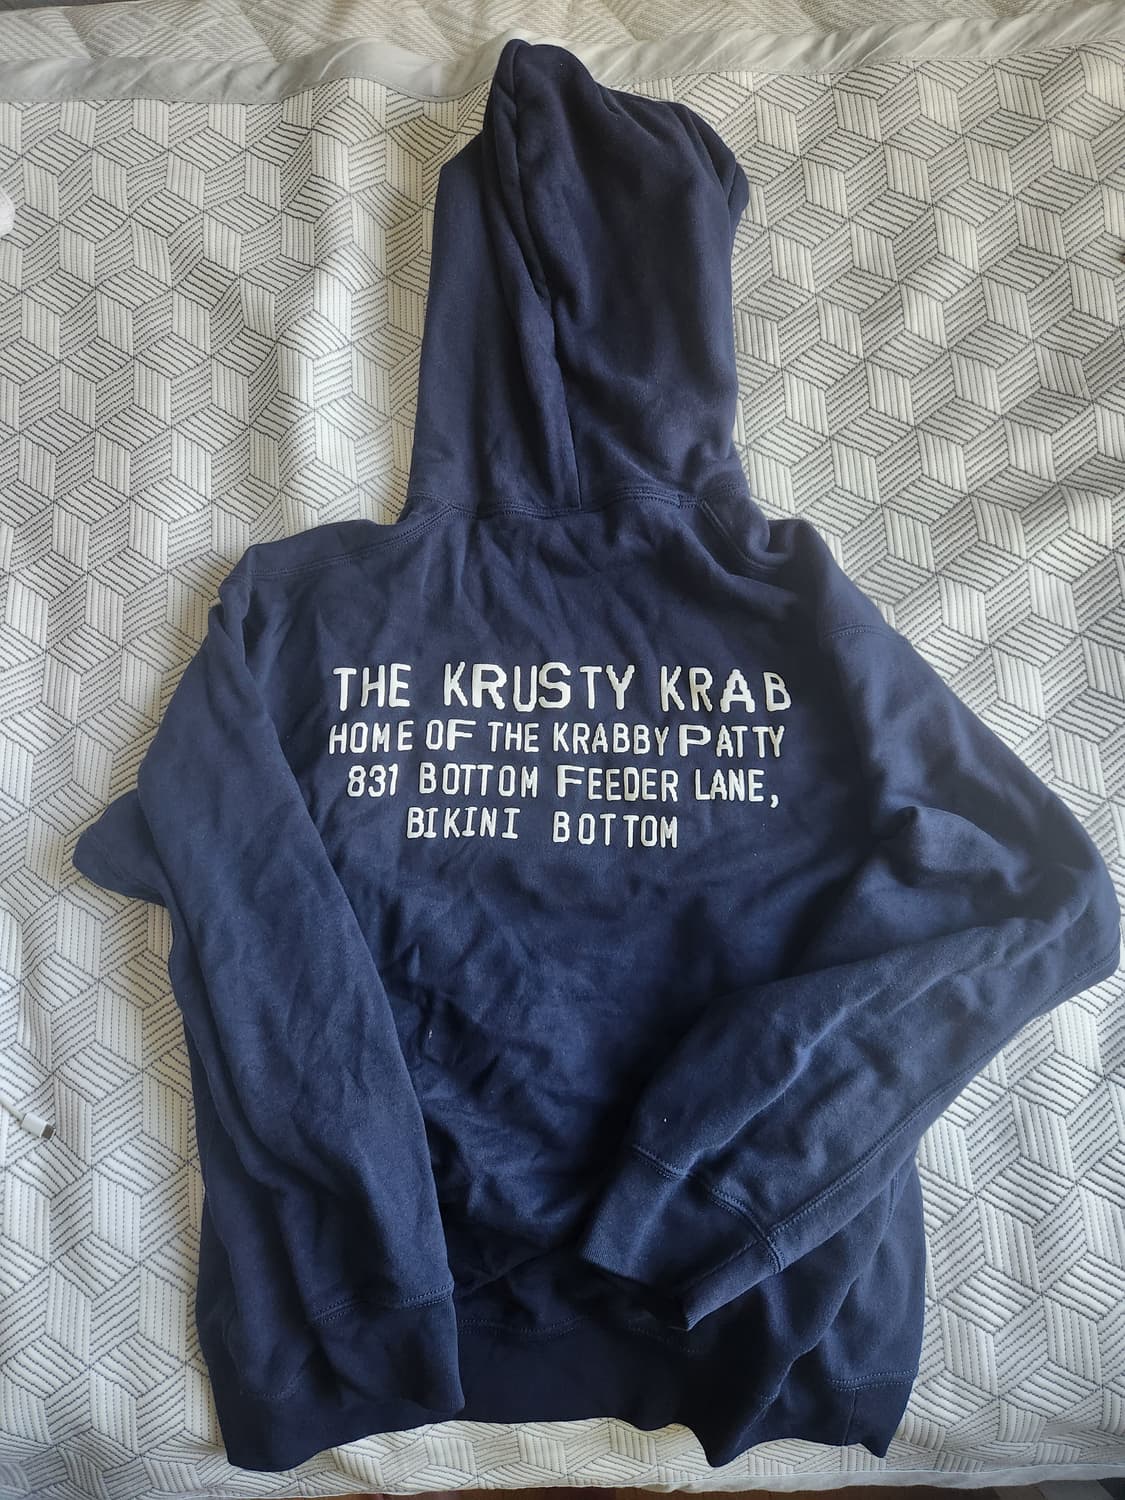 THE KRUSTY KRAB
HOME OF THE KRABBY PATTY
831 BOTTOM FEEDER LANE,
BIKINI BOTTOM